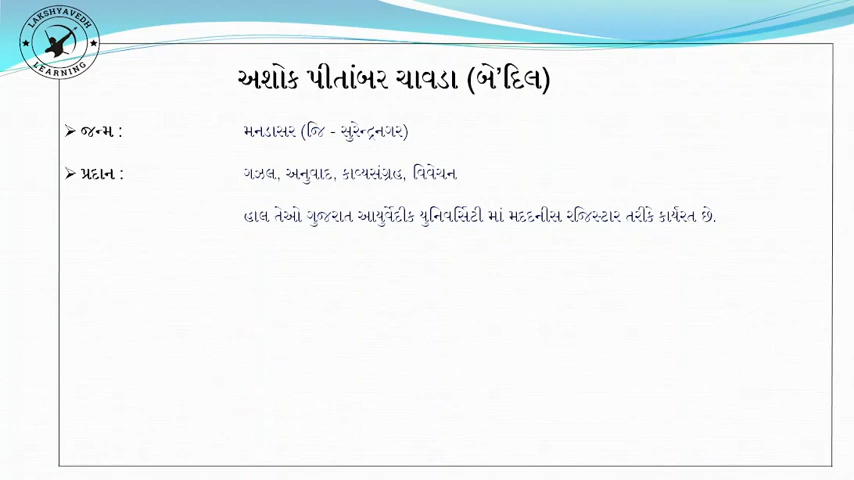 LAKSHYAVEDH
LEARNING
અશોક પીતાંબર ચાવડા (બે'દિલ)
➢ જન્મ : મનડાસર (જિ - સુરેન્દ્રનગર)
➢ પ્રદાન : ગઝલ, અનુવાદ, કાવ્યસંગ્રહ, વિવેચન
હાલ તેઓ ગુજરાત આયુર્વેદીક યુનિવર્સિટી માં મદદનીસ રજિસ્ટાર તરીકે કાર્યરત છે.